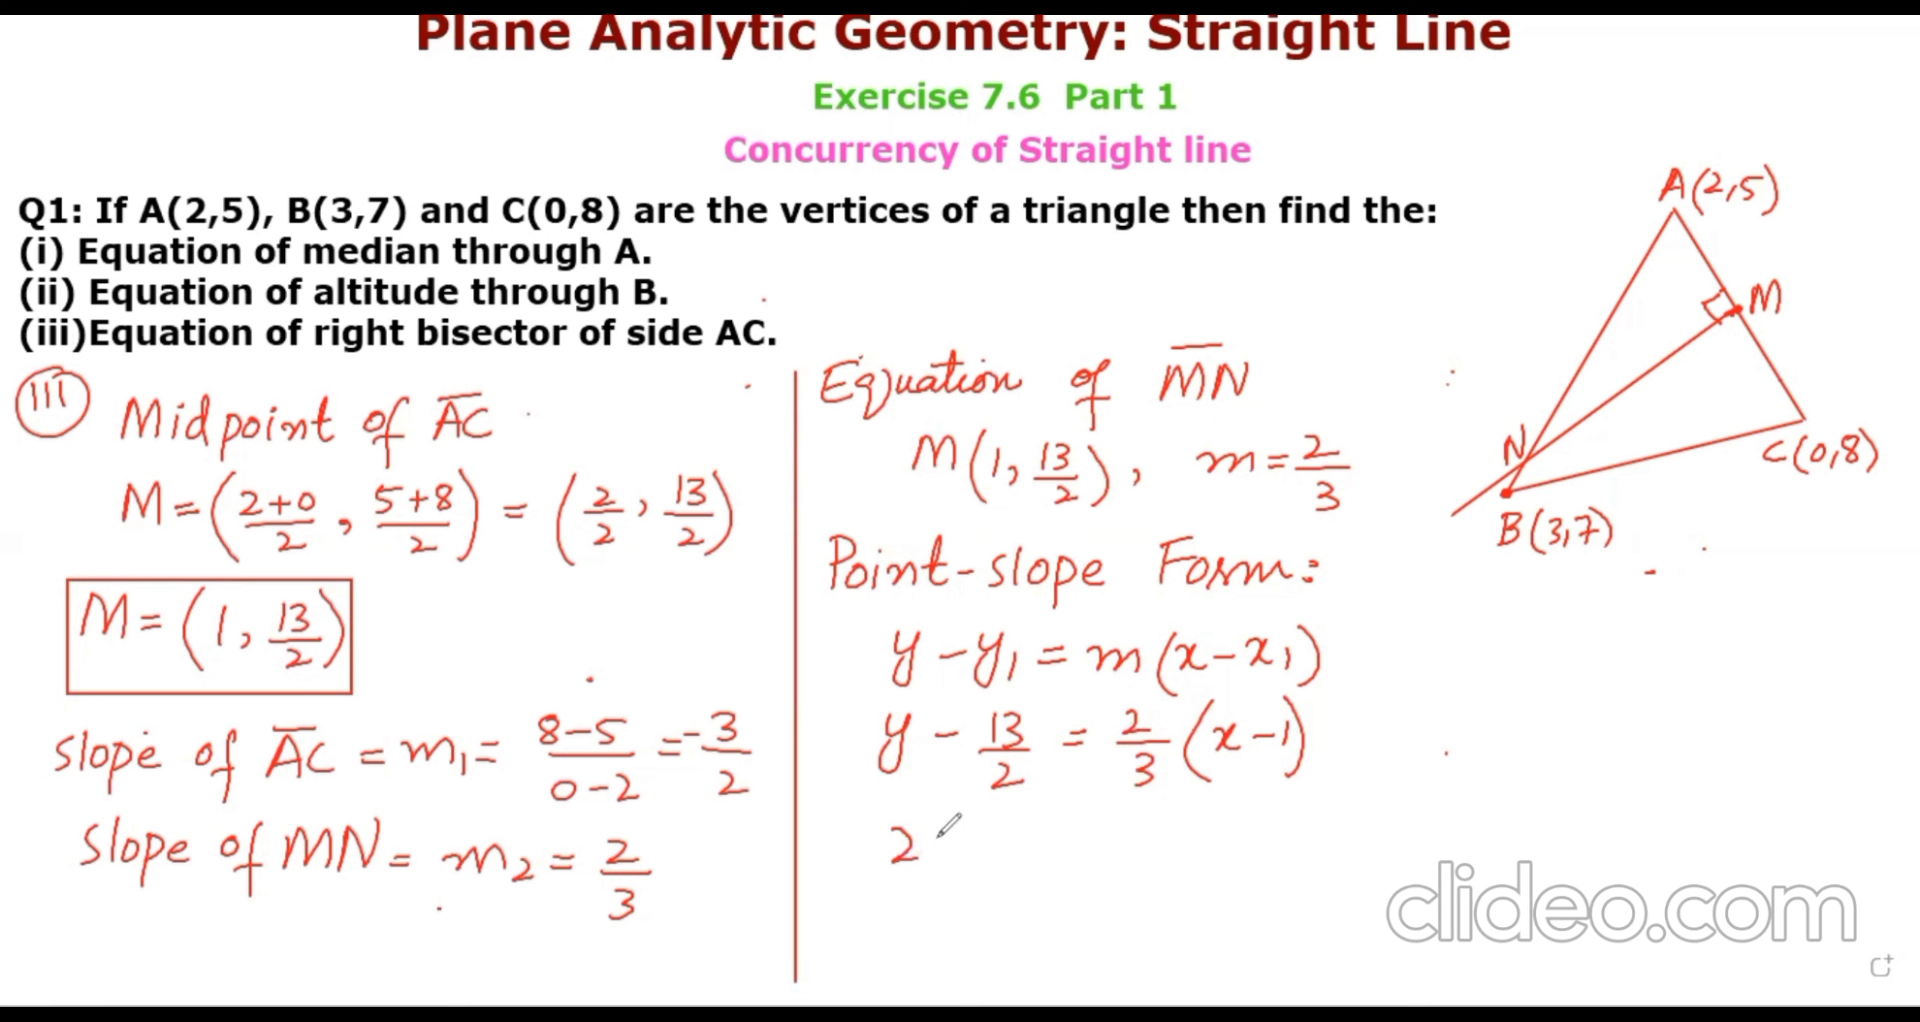 Plane Analytic Geometry: Straight Line
Exercise 7.6 Part 1
Concurrency of Straight line
Q1: If A(2,5), B(3,7) and C(0,8) are the vertices of a triangle then find the:
(i) Equation of median through A.
(ii) Equation of altitude through B.
(iii)Equation of right bisector of side AC.
A(2,5)
M
N
C(0,8)
B(3,7)
iii Midpoint of A̅C̅
M = ((2+0)/2, (5+8)/2) = (2/2, 13/2)
M = (1, 13/2)
Slope of A̅C̅ = m₁ = (8-5)/(0-2) = -3/2
Slope of MN = m₂ = 2/3
Equation of M̅N̅
M(1, 13/2), m = 2/3
Point-slope Form:
y - y₁ = m(x - x₁)
y - 13/2 = 2/3 (x - 1)
2
clideo.com